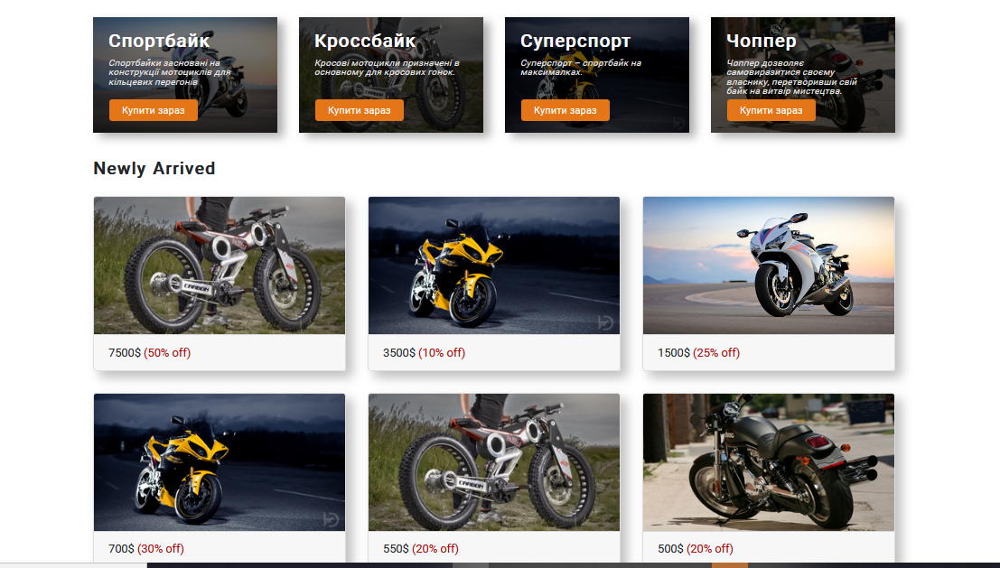 Спортбайк
Спортбайки засновані на
конструкції мотоциклів для
кільцевих перегонів
Купити зараз
Кроссбайк
Кросові мотоцикли призначені в
основному для кросових гонок.
Купити зараз
Суперспорт
Суперспорт – спортбайк на
максималках.
Купити зараз
Чоппер
Чоппер дозволяє
самовиразитися своєму
власнику, перетворивши свій
байк на витвір мистецтва.
Купити зараз
Newly Arrived
CARBON
7500$ (50% off)
3500$ (10% off)
1500$ (25% off)
CARBON
700$ (30% off)
550$ (20% off)
500$ (20% off)